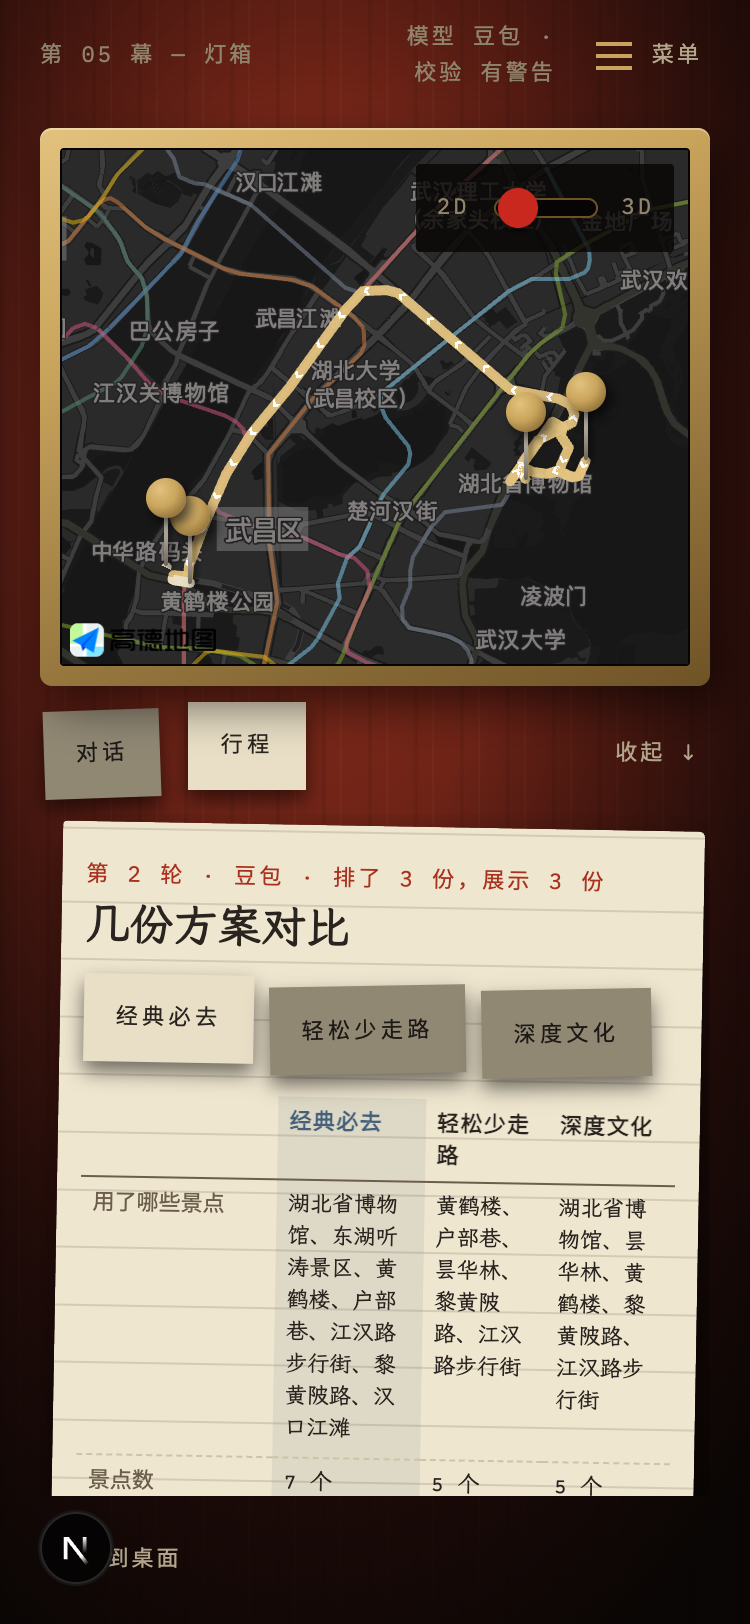 第 05 幕 — 灯箱
模型 豆包 ·
校验 有警告
菜单
汉口江滩
武汉理工大学
2D
3D
金地广场
武汉欢
武昌江滩
巴公房子
湖北大学
(武昌校区)
江汉关博物馆
湖北省博物馆
楚河汉街
武昌区
中华路码头
黄鹤楼公园
凌波门
武汉大学
高德地图
对话
行程
收起 ↓
第 2 轮 · 豆包 · 排了 3 份，展示 3 份
几份方案对比
经典必去
轻松少走路
深度文化
经典必去
轻松少走
路
深度文化
用了哪些景点
湖北省博物
馆、东湖听
涛景区、黄
鹤楼、户部
巷、江汉路
步行街、黎
黄陂路、汉
口江滩
黄鹤楼、
户部巷、
昙华林、
黎黄陂
路、江汉
路步行街
湖北省博
物馆、昙
华林、黄
鹤楼、黎
黄陂路、
江汉路步
行街
景点数
7 个
5 个
5 个
N
到桌面